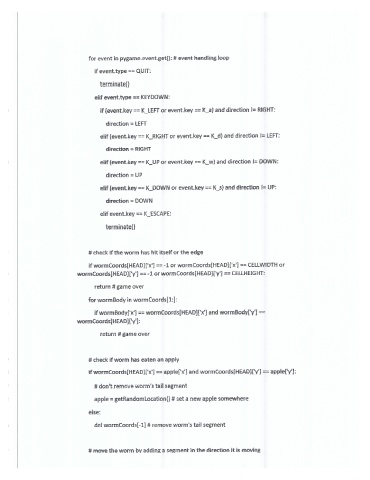 for event in pygame.event.get(): # event handling loop
if event.type == QUIT:
terminate()
elif event.type == KEYDOWN:
if (event.key == K_LEFT or event.key == K_a) and direction != RIGHT:
direction = LEFT
elif (event.key == K_RIGHT or event.key == K_d) and direction != LEFT:
direction = RIGHT
elif (event.key == K_UP or event.key == K_w) and direction != DOWN:
direction = UP
elif (event.key == K_DOWN or event.key == K_s) and direction != UP:
direction = DOWN
elif event.key == K_ESCAPE:
terminate()
# check if the worm has hit itself or the edge
if wormCoords[HEAD]['x'] == -1 or wormCoords[HEAD]['x'] == CELLWIDTH or
wormCoords[HEAD]['y'] == -1 or wormCoords[HEAD]['y'] == CELLHEIGHT:
return # game over
for wormBody in wormCoords[1:]:
if wormBody['x'] == wormCoords[HEAD]['x'] and wormBody['y'] ==
wormCoords[HEAD]['y']:
return # game over
# check if worm has eaten an apply
if wormCoords[HEAD]['x'] == apple['x'] and wormCoords[HEAD]['y'] == apple['y']:
# don't remove worm's tail segment
apple = getRandomLocation() # set a new apple somewhere
else:
del wormCoords[-1] # remove worm's tail segment
# move the worm by adding a segment in the direction it is moving